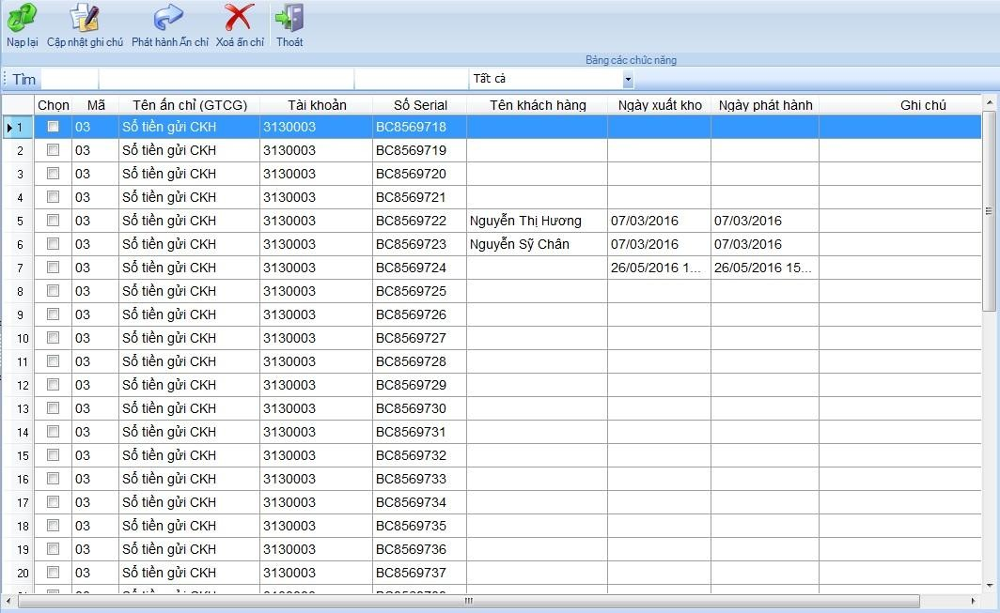 Nạp lại Cập nhật ghi chú Phát hành Ấn chỉ Xoá ấn chỉ Thoát
Bảng các chức năng
Tìm Tất cả
Chọn Mã Tên ấn chỉ (GTCG) Tài khoản Số Serial Tên khách hàng Ngày xuất kho Ngày phát hành Ghi chú
1 03 Sổ tiền gửi CKH 3130003 BC8569718
2 03 Sổ tiền gửi CKH 3130003 BC8569719
3 03 Sổ tiền gửi CKH 3130003 BC8569720
4 03 Sổ tiền gửi CKH 3130003 BC8569721
5 03 Sổ tiền gửi CKH 3130003 BC8569722 Nguyễn Thị Hương 07/03/2016 07/03/2016
6 03 Sổ tiền gửi CKH 3130003 BC8569723 Nguyễn Sỹ Chân 07/03/2016 07/03/2016
7 03 Sổ tiền gửi CKH 3130003 BC8569724 26/05/2016 1... 26/05/2016 15...
8 03 Sổ tiền gửi CKH 3130003 BC8569725
9 03 Sổ tiền gửi CKH 3130003 BC8569726
10 03 Sổ tiền gửi CKH 3130003 BC8569727
11 03 Sổ tiền gửi CKH 3130003 BC8569728
12 03 Sổ tiền gửi CKH 3130003 BC8569729
13 03 Sổ tiền gửi CKH 3130003 BC8569730
14 03 Sổ tiền gửi CKH 3130003 BC8569731
15 03 Sổ tiền gửi CKH 3130003 BC8569732
16 03 Sổ tiền gửi CKH 3130003 BC8569733
17 03 Sổ tiền gửi CKH 3130003 BC8569734
18 03 Sổ tiền gửi CKH 3130003 BC8569735
19 03 Sổ tiền gửi CKH 3130003 BC8569736
20 03 Sổ tiền gửi CKH 3130003 BC8569737